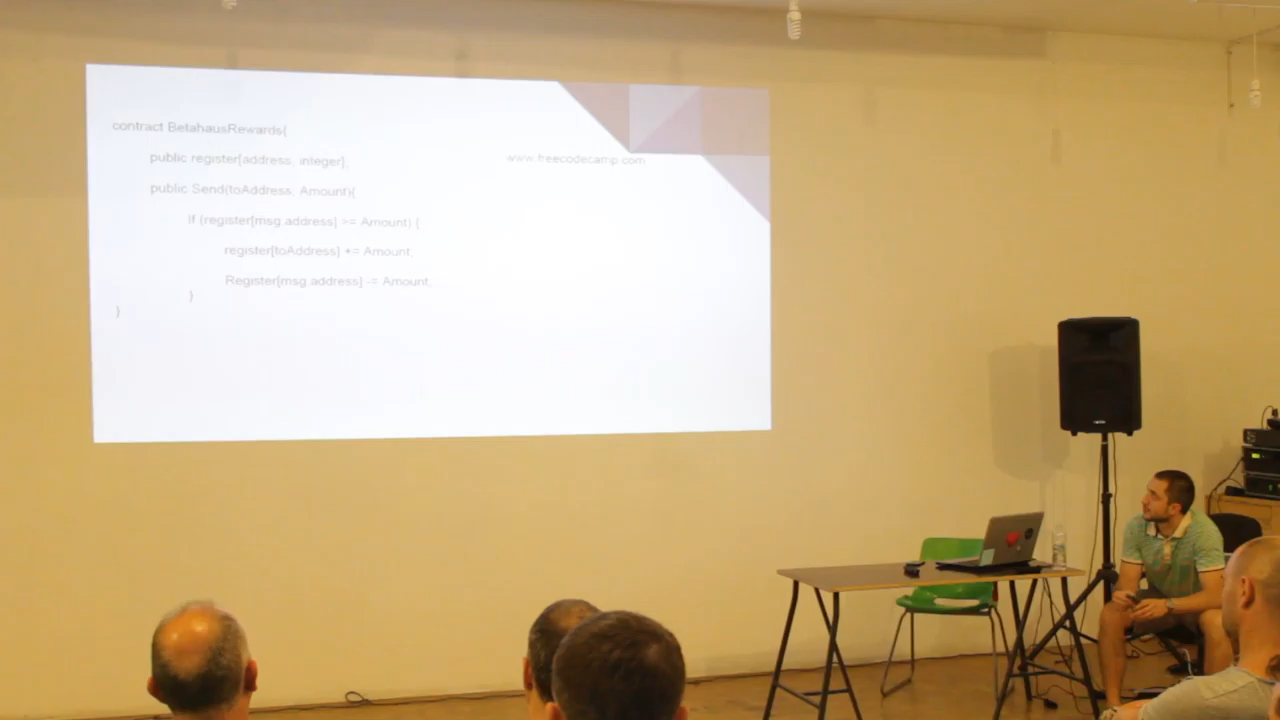 contract BetahausRewards{
public register[address, integer];
www.freecodecamp.com
public Send(toAddress, Amount){
If (register[msg.address] >= Amount) {
register[toAddress] += Amount;
Register[msg.address] -= Amount;
}
}